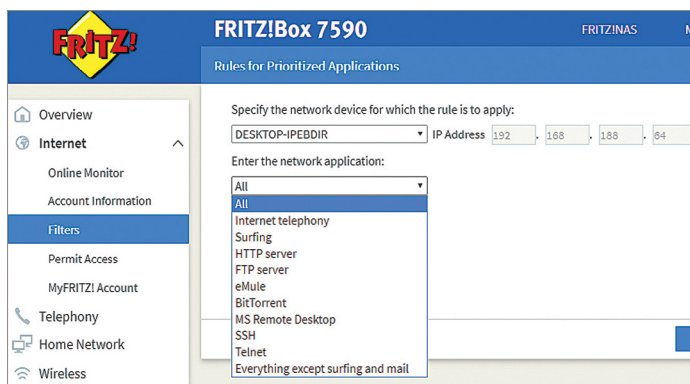 FRITZ!
FRITZ!Box 7590
FRITZ!NAS
Rules for Prioritized Applications
Overview
Internet
Online Monitor
Account Information
Filters
Permit Access
MyFRITZ! Account
Telephony
Home Network
Wireless
Specify the network device for which the rule is to apply:
DESKTOP-IPEBDIR IP Address 192 . 168 . 188 . 64
Enter the network application:
All
All
Internet telephony
Surfing
HTTP server
FTP server
eMule
BitTorrent
MS Remote Desktop
SSH
Telnet
Everything except surfing and mail